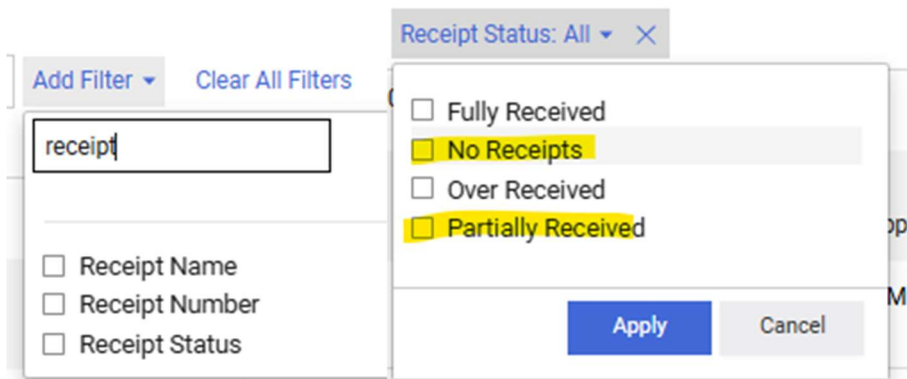 Receipt Status: All
Add Filter
Clear All Filters
receipt
Receipt Name
Receipt Number
Receipt Status
Fully Received
No Receipts
Over Received
Partially Received
Apply
Cancel